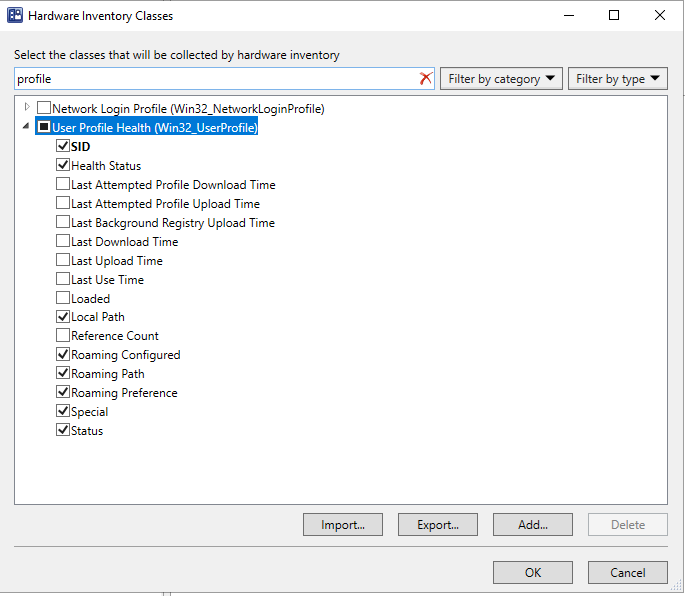 Hardware Inventory Classes
Select the classes that will be collected by hardware inventory
profile
Filter by category
Filter by type
Network Login Profile (Win32_NetworkLoginProfile)
User Profile Health (Win32_UserProfile)
SID
Health Status
Last Attempted Profile Download Time
Last Attempted Profile Upload Time
Last Background Registry Upload Time
Last Download Time
Last Upload Time
Last Use Time
Loaded
Local Path
Reference Count
Roaming Configured
Roaming Path
Roaming Preference
Special
Status
Import...
Export...
Add...
Delete
OK
Cancel